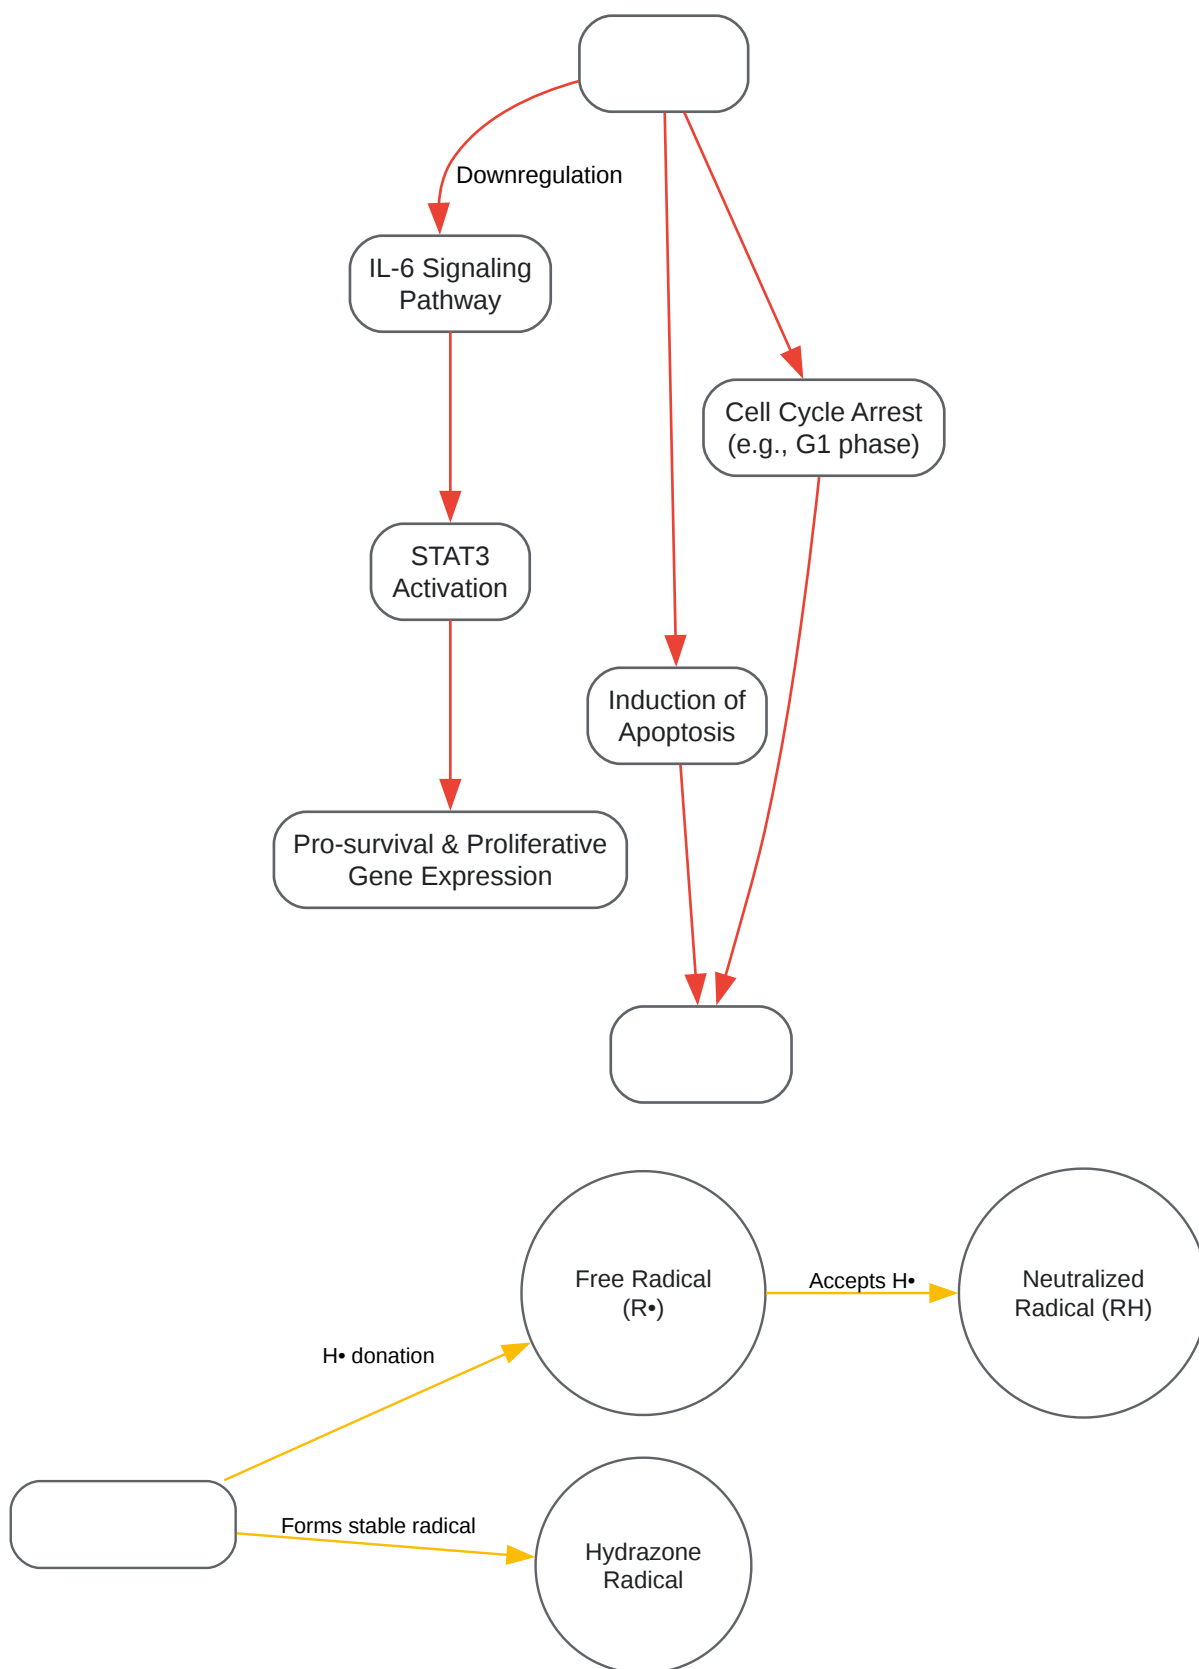 Downregulation
IL-6 Signaling
Pathway
Cell Cycle Arrest
(e.g., G1 phase)
STAT3
Activation
Induction of
Apoptosis
Pro-survival & Proliferative
Gene Expression
Free Radical
(R•)
Accepts H•
Neutralized
Radical (RH)
H• donation
Forms stable radical
Hydrazone
Radical